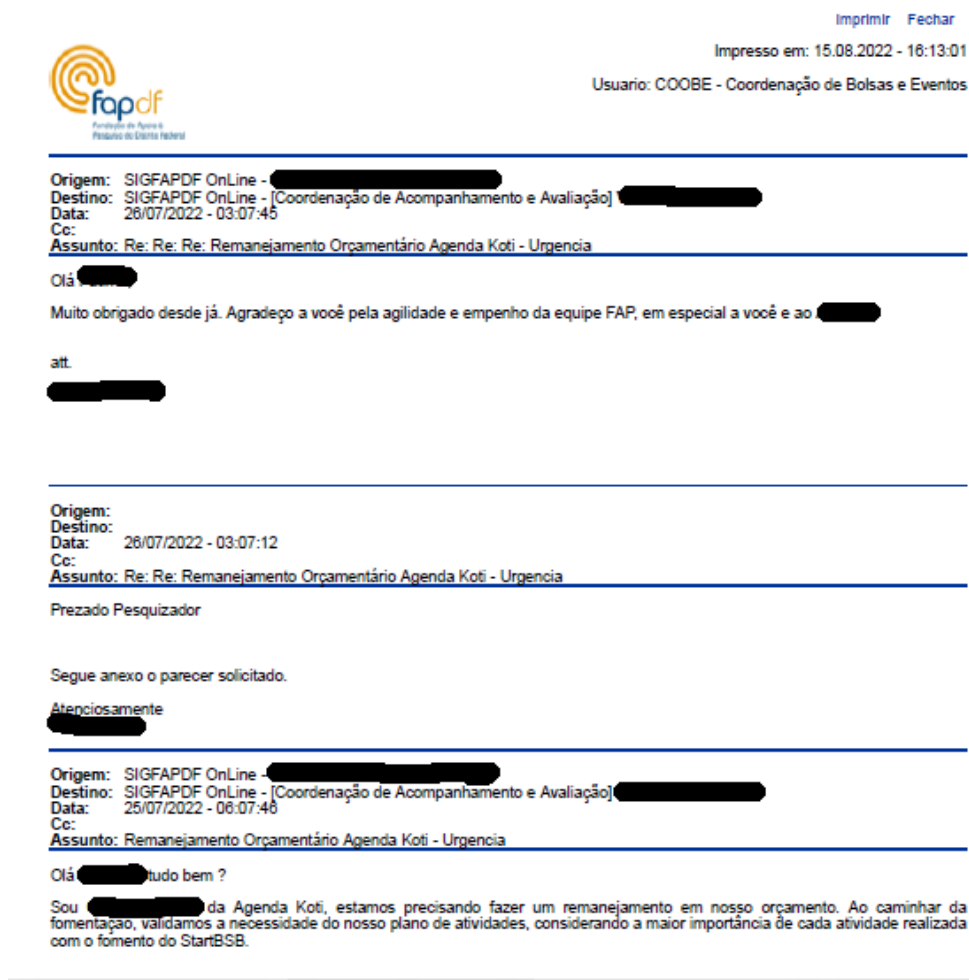 Imprimir Fechar
Impresso em: 15.08.2022 - 16:13:01
Usuario: COOBE - Coordenação de Bolsas e Eventos
fapdf
Fundação de Apoio à
Pesquisa do Distrito Federal
Origem: SIGFAPDF OnLine -
Destino: SIGFAPDF OnLine - [Coordenação de Acompanhamento e Avaliação]
Data: 26/07/2022 - 03:07:45
Cc:
Assunto: Re: Re: Re: Remanejamento Orçamentário Agenda Koti - Urgencia
Olá
Muito obrigado desde já. Agradeço a você pela agilidade e empenho da equipe FAP, em especial a você e ao
att.
Origem:
Destino:
Data: 26/07/2022 - 03:07:12
Cc:
Assunto: Re: Re: Remanejamento Orçamentário Agenda Koti - Urgencia
Prezado Pesquizador
Segue anexo o parecer solicitado.
Atenciosamente
Origem: SIGFAPDF OnLine -
Destino: SIGFAPDF OnLine - [Coordenação de Acompanhamento e Avaliação]
Data: 25/07/2022 - 06:07:46
Cc:
Assunto: Remanejamento Orçamentário Agenda Koti - Urgencia
Olá tudo bem ?
Sou da Agenda Koti, estamos precisando fazer um remanejamento em nosso orçamento. Ao caminhar da
fomentação, validamos a necessidade do nosso plano de atividades, considerando a maior importância de cada atividade realizada
com o fomento do StartBSB.